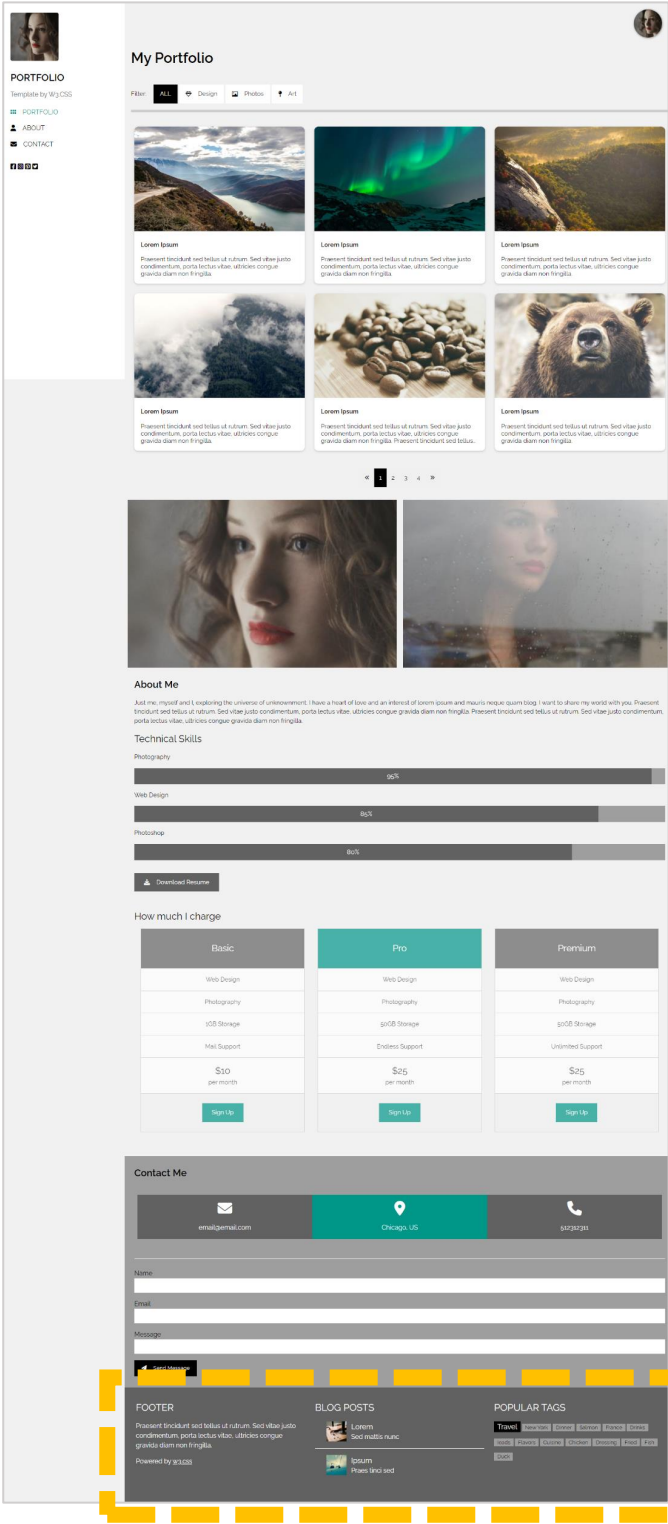 PORTFOLIO
Template by W3.CSS
PORTFOLIO
ABOUT
CONTACT
My Portfolio
Filter: ALL Design Photos Art
Lorem Ipsum
Praesent tincidunt sed tellus ut rutrum. Sed vitae justo
condimentum, porta lectus vitae, ultricies congue
gravida diam non fringilla.
Lorem Ipsum
Praesent tincidunt sed tellus ut rutrum. Sed vitae justo
condimentum, porta lectus vitae, ultricies congue
gravida diam non fringilla.
Lorem Ipsum
Praesent tincidunt sed tellus ut rutrum. Sed vitae justo
condimentum, porta lectus vitae, ultricies congue
gravida diam non fringilla.
Lorem Ipsum
Praesent tincidunt sed tellus ut rutrum. Sed vitae justo
condimentum, porta lectus vitae, ultricies congue
gravida diam non fringilla.
Lorem Ipsum
Praesent tincidunt sed tellus ut rutrum. Sed vitae justo
condimentum, porta lectus vitae, ultricies congue
gravida diam non fringilla. Praesent tincidunt sed tellus.
Lorem Ipsum
Praesent tincidunt sed tellus ut rutrum. Sed vitae justo
condimentum, porta lectus vitae, ultricies congue
gravida diam non fringilla.
« 1 2 3 4 »
About Me
Just me, myself and I, exploring the universe of unknownment. I have a heart of love and an interest of lorem ipsum and mauris neque quam blog. I want to share my world with you. Praesent
tincidunt sed tellus ut rutrum. Sed vitae justo condimentum, porta lectus vitae, ultricies congue gravida diam non fringilla. Praesent tincidunt sed tellus ut rutrum. Sed vitae justo condimentum,
porta lectus vitae, ultricies congue gravida diam non fringilla.
Technical Skills
Photography
95%
Web Design
85%
Photoshop
80%
Download Resume
How much I charge
Basic
Web Design
Photography
1GB Storage
Mail Support
$10
per month
Sign Up
Pro
Web Design
Photography
50GB Storage
Endless Support
$25
per month
Sign Up
Premium
Web Design
Photography
50GB Storage
Unlimited Support
$25
per month
Sign Up
Contact Me
email@email.com
Chicago, US
512312311
Name
Email
Message
Send Message
FOOTER
Praesent tincidunt sed tellus ut rutrum. Sed vitae justo
condimentum, porta lectus vitae, ultricies congue
gravida diam non fringilla.
Powered by w3.css
BLOG POSTS
Lorem
Sed mattis nunc
Ipsum
Praes tinci sed
POPULAR TAGS
Travel New York Dinner Salmon France Drinks
Flavors Cuisine Chicken Dressing Fried Fish
Duck